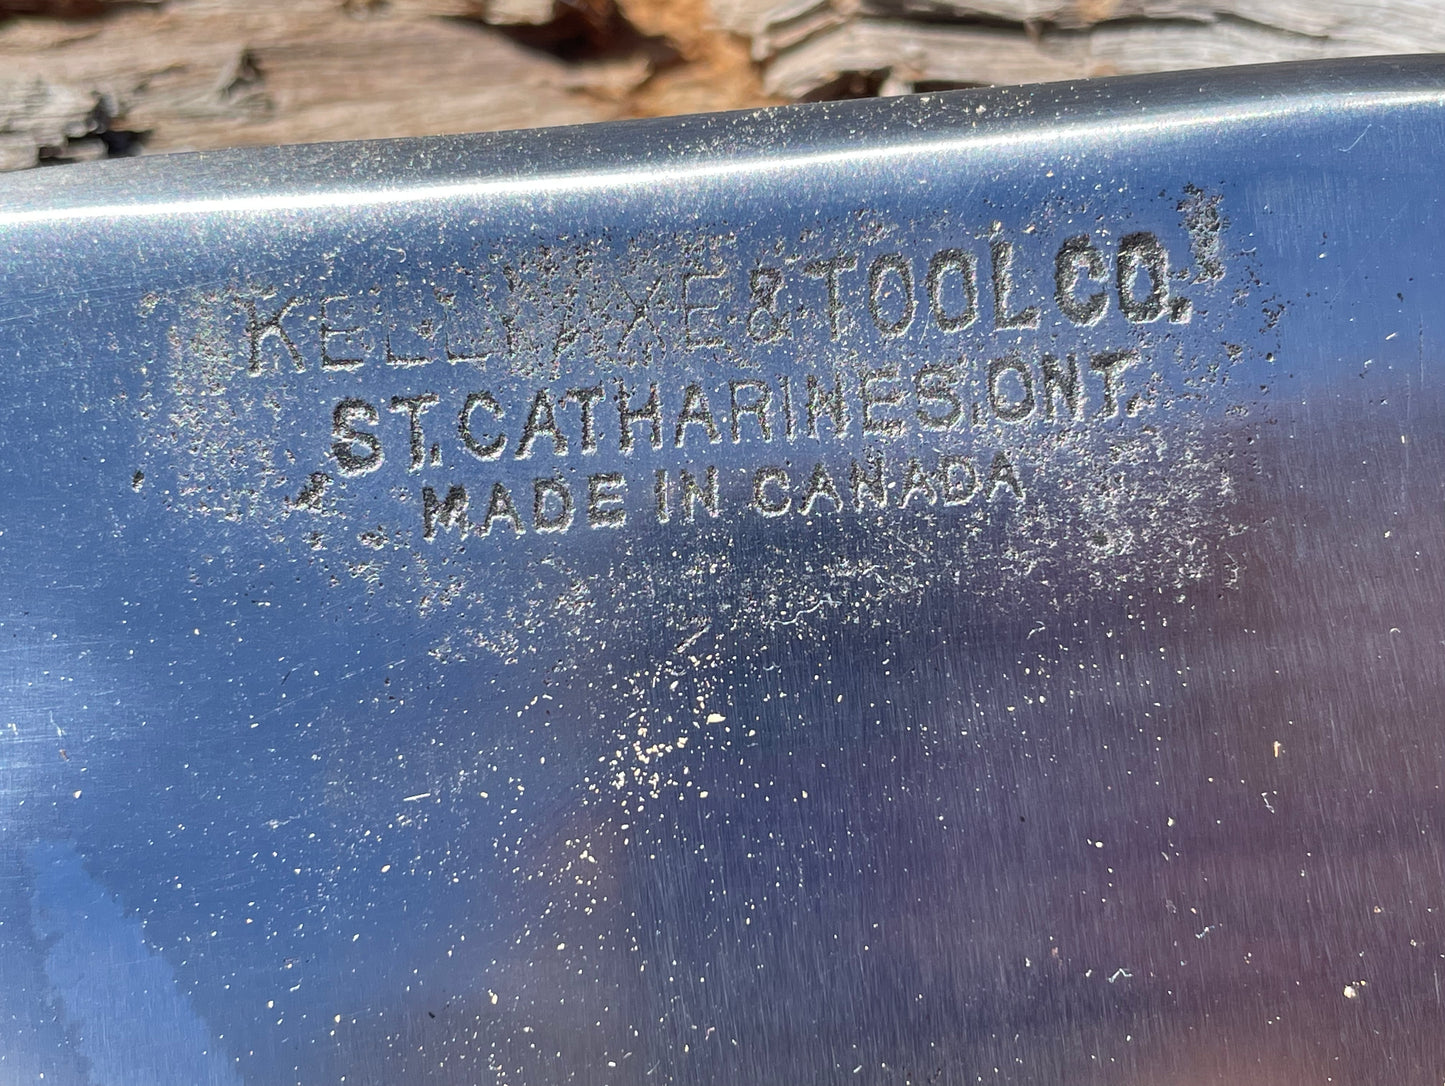 KELLY AXE & TOOL CO.
ST. CATHARINES, ONT.
MADE IN CANADA